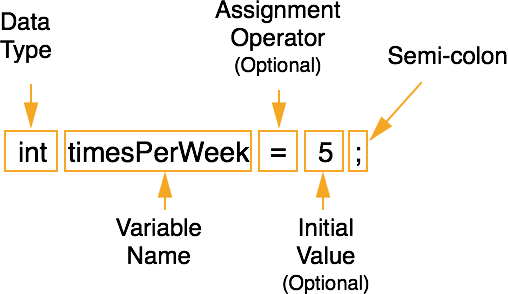 Data
Type
Assignment
Operator
(Optional)
Semi-colon
int timesPerWeek = 5 ;
Variable
Name
Initial
Value
(Optional)